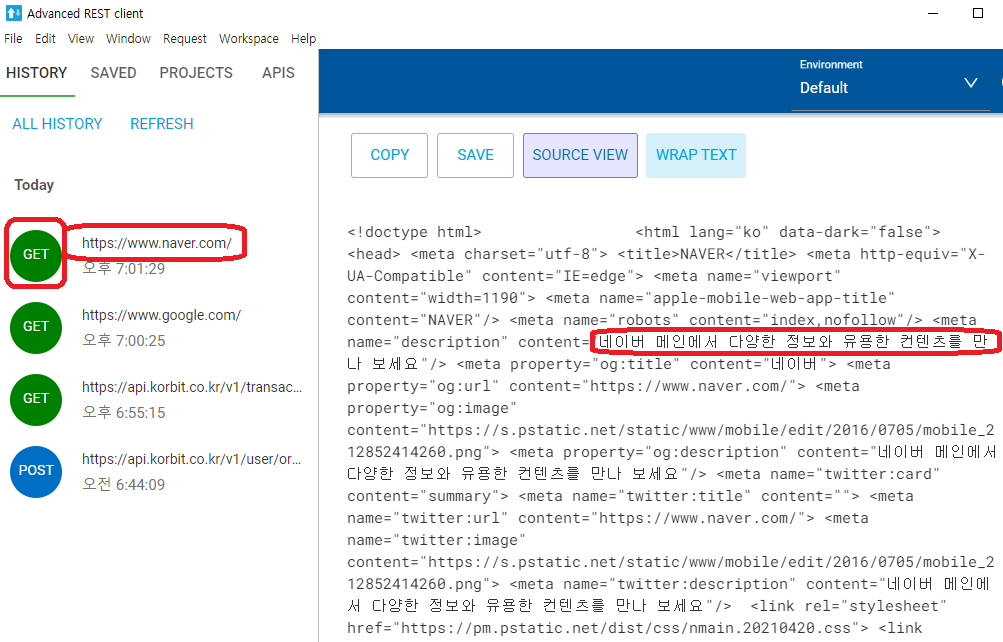 Advanced REST client
File Edit View Window Request Workspace Help
HISTORY SAVED PROJECTS APIS
Environment
Default
ALL HISTORY REFRESH
COPY SAVE SOURCE VIEW WRAP TEXT
Today
GET https://www.naver.com/
오후 7:01:29
GET https://www.google.com/
오후 7:00:25
GET https://api.korbit.co.kr/v1/transac...
오후 6:55:15
POST https://api.korbit.co.kr/v1/user/or...
오전 6:44:09
<!doctype html> <html lang="ko" data-dark="false">
<head> <meta charset="utf-8"> <title>NAVER</title> <meta http-equiv="X-
UA-Compatible" content="IE=edge"> <meta name="viewport"
content="width=1190"> <meta name="apple-mobile-web-app-title"
content="NAVER"/> <meta name="robots" content="index,nofollow"/> <meta
name="description" content="네이버 메인에서 다양한 정보와 유용한 컨텐츠를 만
나 보세요"/> <meta property="og:title" content="네이버"> <meta
property="og:url" content="https://www.naver.com/"> <meta
property="og:image"
content="https://s.pstatic.net/static/www/mobile/edit/2016/0705/mobile_2
12852414260.png"> <meta property="og:description" content="네이버 메인에서
다양한 정보와 유용한 컨텐츠를 만나 보세요"/> <meta name="twitter:card"
content="summary"> <meta name="twitter:title" content=""> <meta
name="twitter:url" content="https://www.naver.com/"> <meta
name="twitter:image"
content="https://s.pstatic.net/static/www/mobile/edit/2016/0705/mobile_2
12852414260.png"> <meta name="twitter:description" content="네이버 메인에
서 다양한 정보와 유용한 컨텐츠를 만나 보세요"/> <link rel="stylesheet"
href="https://pm.pstatic.net/dist/css/nmain.20210420.css"> <link